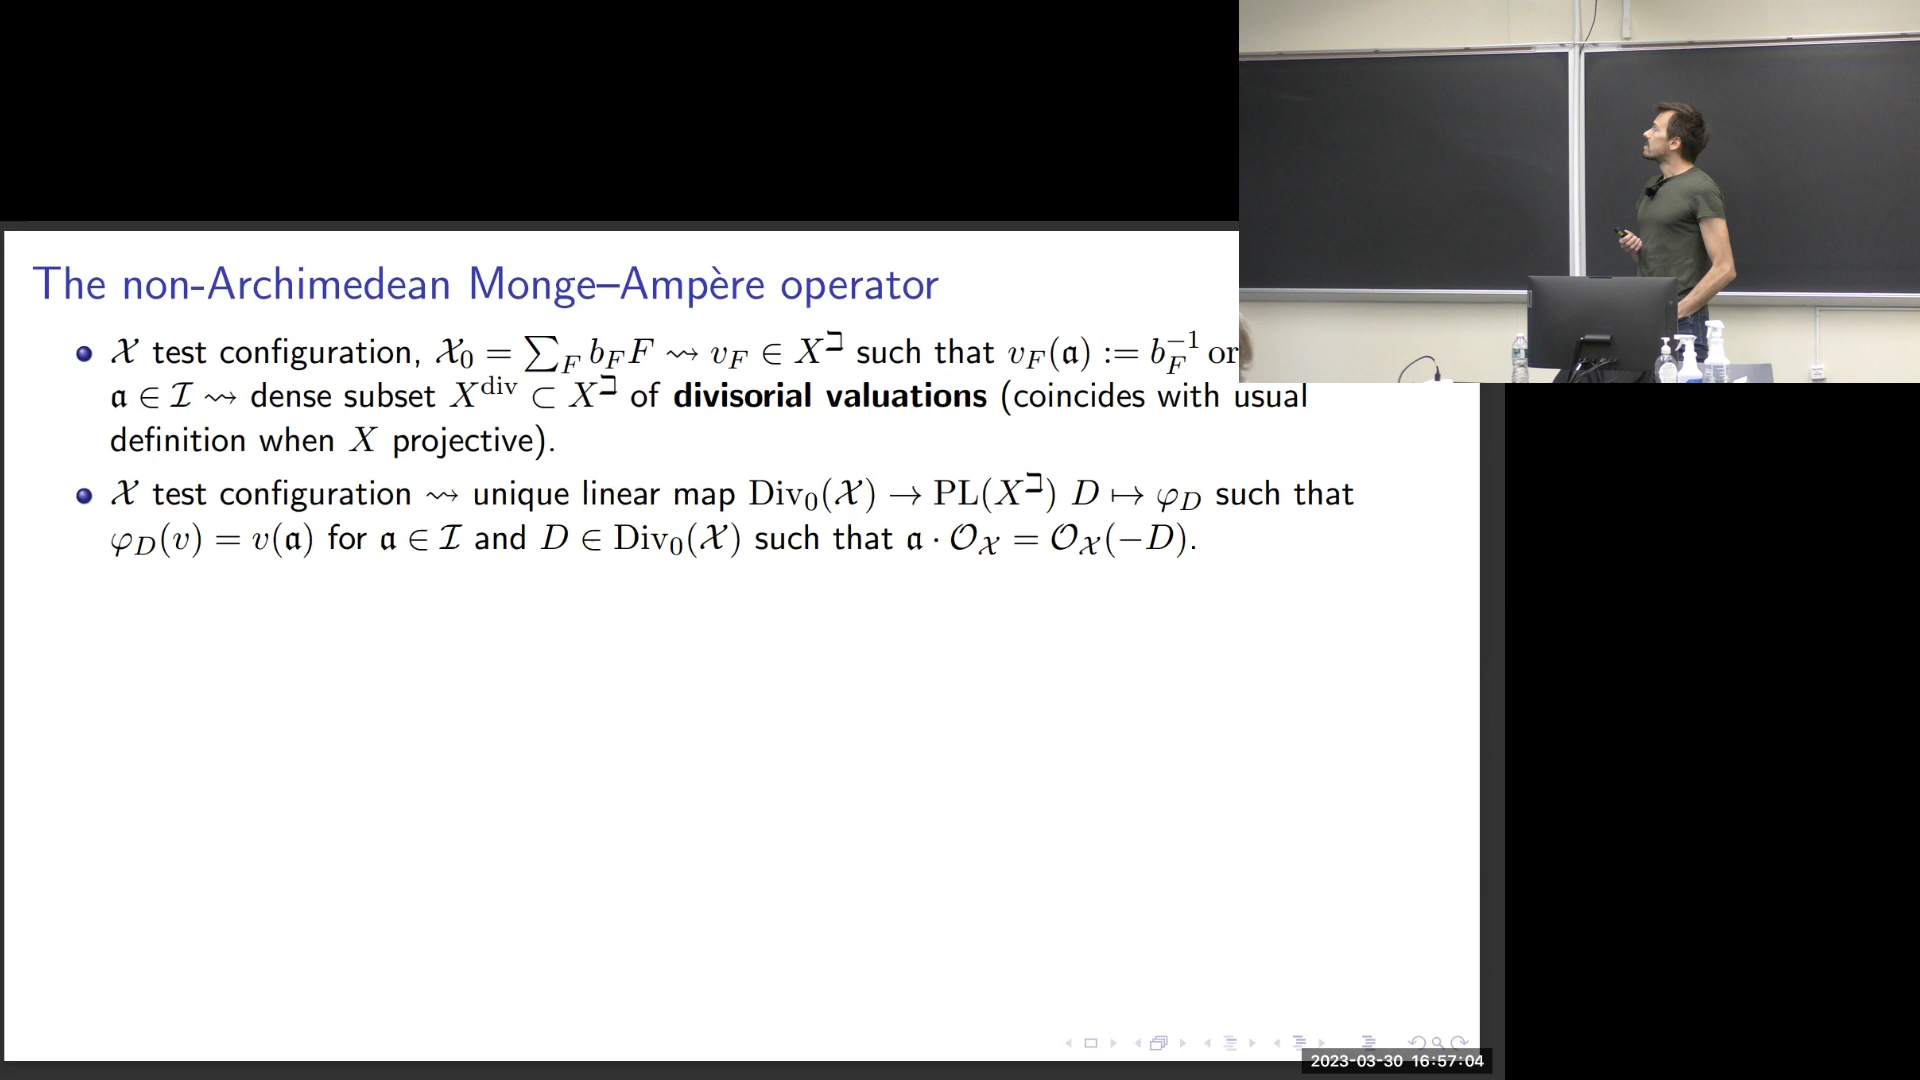 The non-Archimedean Monge–Ampère operator
𝒳 test configuration, 𝒳₀ = ∑_F b_F F ⇝ v_F ∈ X^ℶ such that v_F(𝔞) := b_F^{-1} or
𝔞 ∈ ℐ ⇝ dense subset X^div ⊂ X^ℶ of divisorial valuations (coincides with usual
definition when X projective).
𝒳 test configuration ⇝ unique linear map Div₀(𝒳) → PL(X^ℶ) D ↦ φ_D such that
φ_D(v) = v(𝔞) for 𝔞 ∈ ℐ and D ∈ Div₀(𝒳) such that 𝔞 · 𝒪_𝒳 = 𝒪_𝒳(−D).
2023-03-30 16:57:04